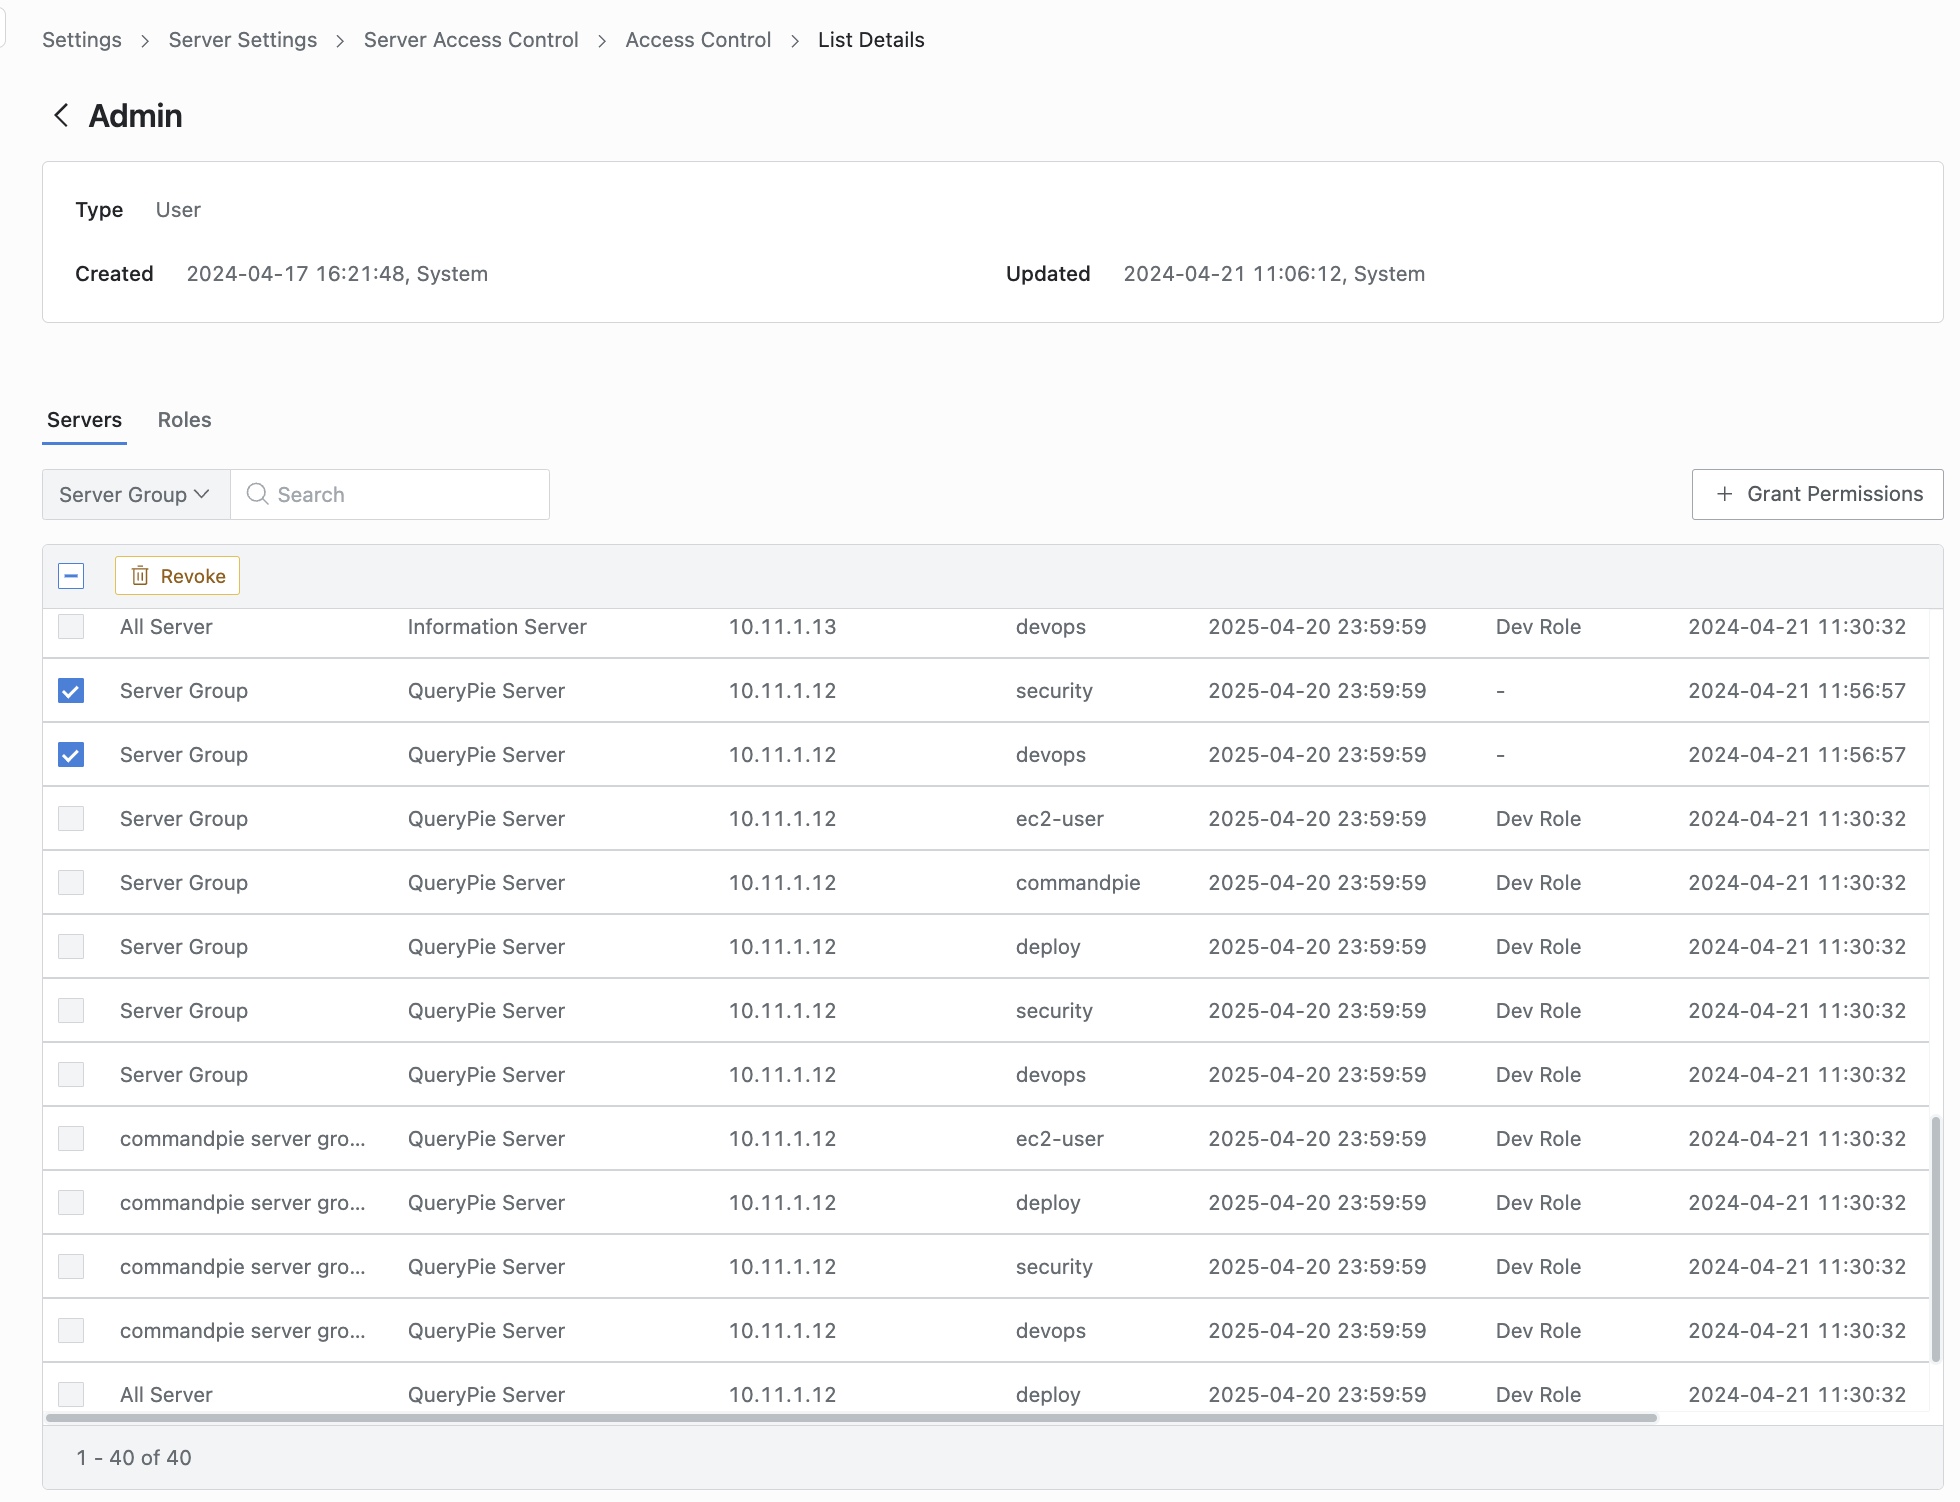 Settings > Server Settings > Server Access Control > Access Control > List Details
Admin
Type User
Created 2024-04-17 16:21:48, System Updated 2024-04-21 11:06:12, System
Servers Roles
Server Group Search + Grant Permissions
Revoke
All Server Information Server 10.11.1.13 devops 2025-04-20 23:59:59 Dev Role 2024-04-21 11:30:32
Server Group QueryPie Server 10.11.1.12 security 2025-04-20 23:59:59 - 2024-04-21 11:56:57
Server Group QueryPie Server 10.11.1.12 devops 2025-04-20 23:59:59 - 2024-04-21 11:56:57
Server Group QueryPie Server 10.11.1.12 ec2-user 2025-04-20 23:59:59 Dev Role 2024-04-21 11:30:32
Server Group QueryPie Server 10.11.1.12 commandpie 2025-04-20 23:59:59 Dev Role 2024-04-21 11:30:32
Server Group QueryPie Server 10.11.1.12 deploy 2025-04-20 23:59:59 Dev Role 2024-04-21 11:30:32
Server Group QueryPie Server 10.11.1.12 security 2025-04-20 23:59:59 Dev Role 2024-04-21 11:30:32
Server Group QueryPie Server 10.11.1.12 devops 2025-04-20 23:59:59 Dev Role 2024-04-21 11:30:32
commandpie server gro... QueryPie Server 10.11.1.12 ec2-user 2025-04-20 23:59:59 Dev Role 2024-04-21 11:30:32
commandpie server gro... QueryPie Server 10.11.1.12 deploy 2025-04-20 23:59:59 Dev Role 2024-04-21 11:30:32
commandpie server gro... QueryPie Server 10.11.1.12 security 2025-04-20 23:59:59 Dev Role 2024-04-21 11:30:32
commandpie server gro... QueryPie Server 10.11.1.12 devops 2025-04-20 23:59:59 Dev Role 2024-04-21 11:30:32
All Server QueryPie Server 10.11.1.12 deploy 2025-04-20 23:59:59 Dev Role 2024-04-21 11:30:32
1 - 40 of 40